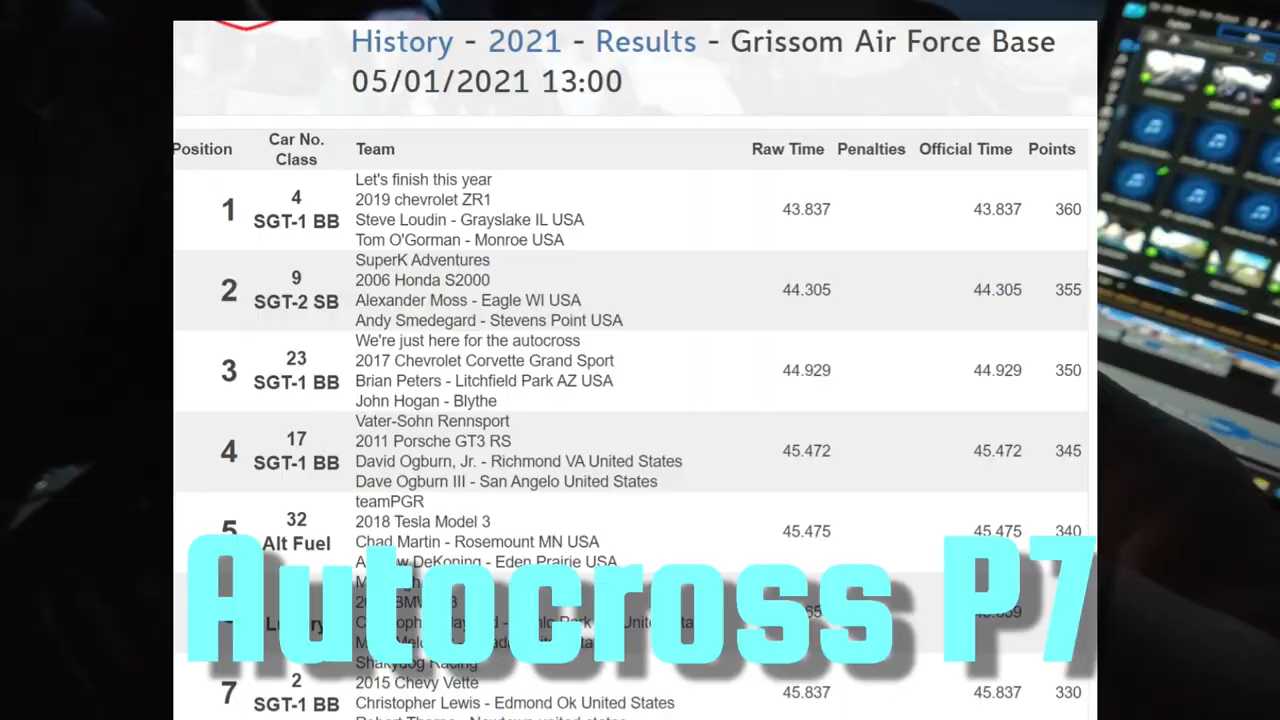 History - 2021 - Results - Grissom Air Force Base
05/01/2021 13:00
Position Car No. Class Team Raw Time Penalties Official Time Points
1 4 SGT-1 BB Let's finish this year 43.837 43.837 360
2019 chevrolet ZR1
Steve Loudin - Grayslake IL USA
Tom O'Gorman - Monroe USA
2 9 SGT-2 SB SuperK Adventures 44.305 44.305 355
2006 Honda S2000
Alexander Moss - Eagle WI USA
Andy Smedegard - Stevens Point USA
3 23 SGT-1 BB We're just here for the autocross 44.929 44.929 350
2017 Chevrolet Corvette Grand Sport
Brian Peters - Litchfield Park AZ USA
John Hogan - Blythe
4 17 SGT-1 BB Vater-Sohn Rennsport 45.472 45.472 345
2011 Porsche GT3 RS
David Ogburn, Jr. - Richmond VA United States
Dave Ogburn III - San Angelo United States
5 32 Alt Fuel teamPGR 45.475 45.475 340
2018 Tesla Model 3
Chad Martin - Rosemount MN USA
DeKoning - Eden Prairie USA
Autocross P7
7 2 SGT-1 BB Shakydog Racing 45.837 45.837 330
2015 Chevy Vette
Christopher Lewis - Edmond Ok United States